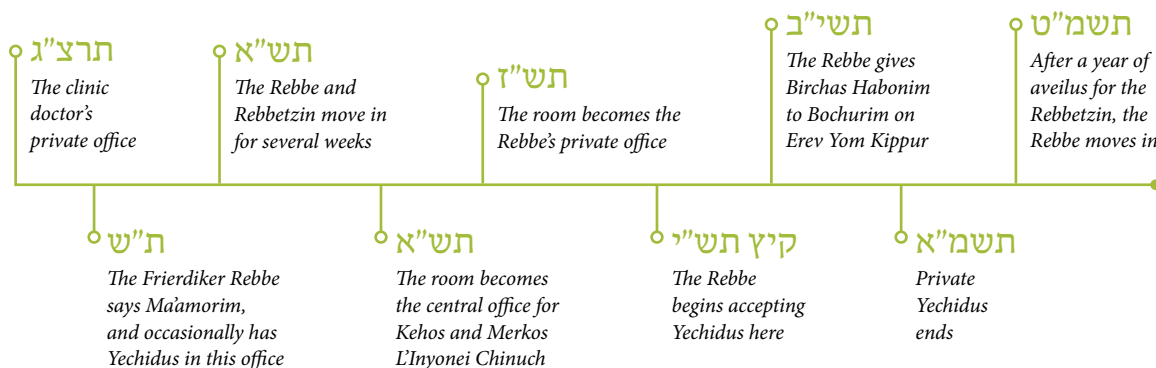 תרצ"ג
The clinic
doctor's
private office
ת"ש
The Frierdiker Rebbe
says Ma'amorim,
and occasionally has
Yechidus in this office
תש"א
The Rebbe and
Rebbetzin move in
for several weeks
תש"א
The room becomes
the central office for
Kehos and Merkos
L'Inyonei Chinuch
תש"ז
The room becomes the
Rebbe's private office
קיץ תש"י
The Rebbe
begins accepting
Yechidus here
תשי"ב
The Rebbe gives
Birchas Habonim
to Bochurim on
Erev Yom Kippur
תשמ"א
Private
Yechidus
ends
תשמ"ט
After a year of
aveilus for the
Rebbetzin, the
Rebbe moves in